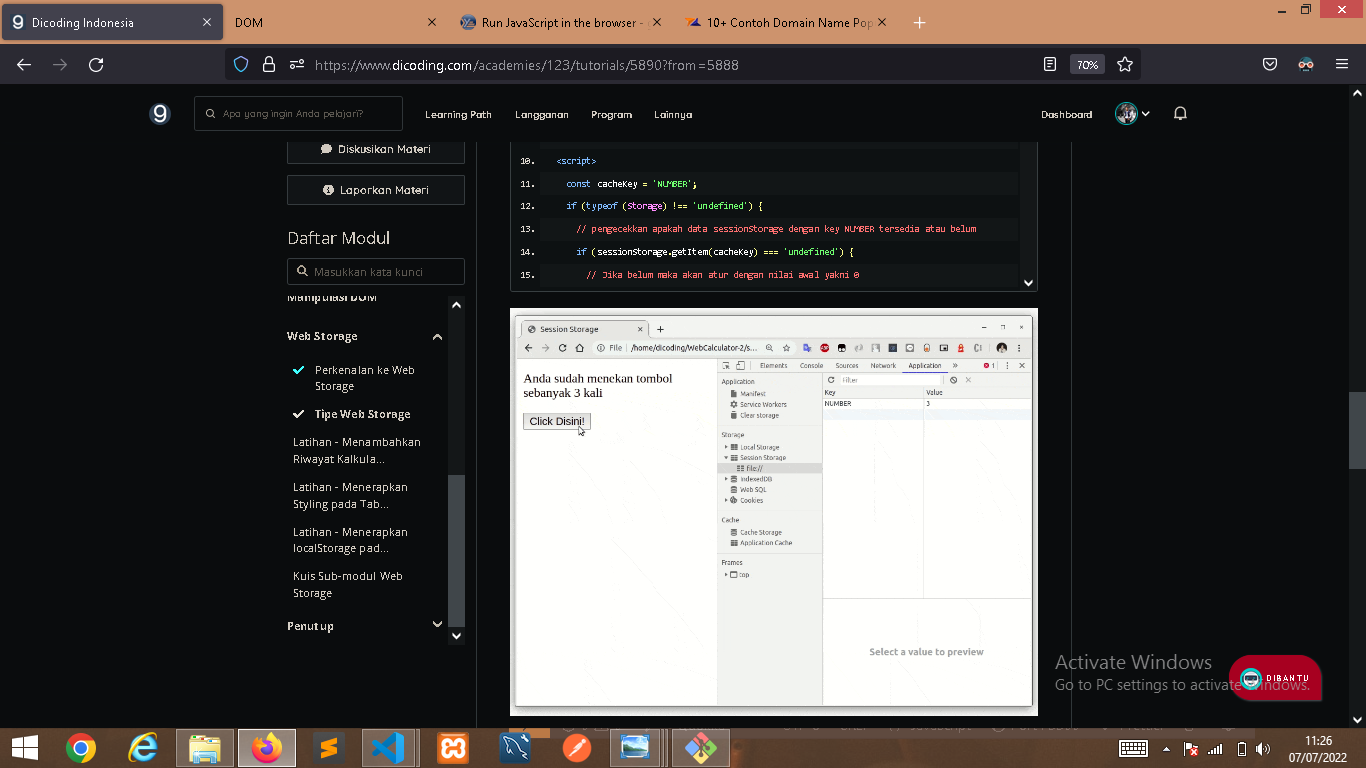 Dicoding Indonesia
DOM
Run JavaScript in the browser -
10+ Contoh Domain Name Pop
https://www.dicoding.com/academies/123/tutorials/5890?from=5888
70%
Apa yang ingin Anda pelajari?
Learning Path
Langganan
Program
Lainnya
Dashboard
Diskusikan Materi
Laporkan Materi
Daftar Modul
Masukkan kata kunci
Manipulasi DOM
Web Storage
Perkenalan ke Web
Storage
Tipe Web Storage
Latihan - Menambahkan
Riwayat Kalkula...
Latihan - Menerapkan
Styling pada Tab...
Latihan - Menerapkan
localStorage pad...
Kuis Sub-modul Web
Storage
Penutup
10. <script>
11. const cacheKey = 'NUMBER';
12. if (typeof (Storage) !== 'undefined') {
13. // pengecekkan apakah data sessionStorage dengan key NUMBER tersedia atau belum
14. if (sessionStorage.getItem(cacheKey) === 'undefined') {
15. // Jika belum maka akan atur dengan nilai awal yakni 0
Session Storage
File | /home/dicoding/WebCalculator-2/s...
Anda sudah menekan tombol
sebanyak 3 kali
Click Disini!
Elements Console Sources Network Application » 1
Application
Manifest
Service Workers
Clear storage
Storage
Local Storage
Session Storage
file://
IndexedDB
Web SQL
Cookies
Cache
Cache Storage
Application Cache
Frames
top
Filter
Key Value
NUMBER 3
Select a value to preview
Activate Windows
Go to PC settings to activate Windows.
DIBANTU
11:26
07/07/2022